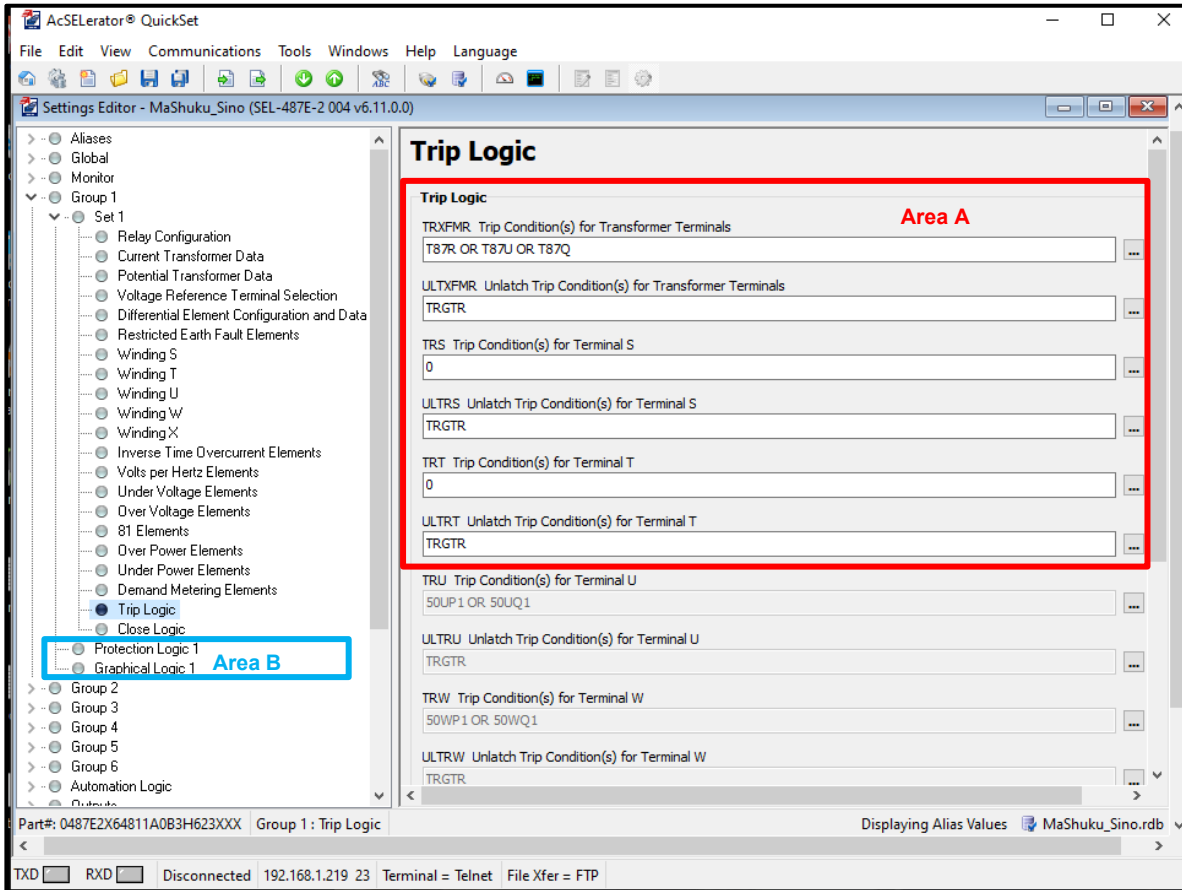 AcSELerator® QuickSet
File Edit View Communications Tools Windows Help Language
Settings Editor - MaShuku_Sino (SEL-487E-2 004 v6.11.0.0)
Aliases
Global
Monitor
Group 1
Set 1
Relay Configuration
Current Transformer Data
Potential Transformer Data
Voltage Reference Terminal Selection
Differential Element Configuration and Data
Restricted Earth Fault Elements
Winding S
Winding T
Winding U
Winding W
Winding X
Inverse Time Overcurrent Elements
Volts per Hertz Elements
Under Voltage Elements
Over Voltage Elements
81 Elements
Over Power Elements
Under Power Elements
Demand Metering Elements
Trip Logic
Close Logic
Protection Logic 1
Graphical Logic 1
Area B
Group 2
Group 3
Group 4
Group 5
Group 6
Automation Logic
Outputs
Trip Logic
Trip Logic
Area A
TRXFMR Trip Condition(s) for Transformer Terminals
T87R OR T87U OR T87Q
...
ULTXFMR Unlatch Trip Condition(s) for Transformer Terminals
TRGTR
...
TRS Trip Condition(s) for Terminal S
0
...
ULTRS Unlatch Trip Condition(s) for Terminal S
TRGTR
...
TRT Trip Condition(s) for Terminal T
0
...
ULTRT Unlatch Trip Condition(s) for Terminal T
TRGTR
...
TRU Trip Condition(s) for Terminal U
50UP1 OR 50UQ1
...
ULTRU Unlatch Trip Condition(s) for Terminal U
TRGTR
...
TRW Trip Condition(s) for Terminal W
50WP1 OR 50WQ1
...
ULTRW Unlatch Trip Condition(s) for Terminal W
TRGTR
...
Part#: 0487E2X64811A0B3H623XXX Group 1 : Trip Logic Displaying Alias Values MaShuku_Sino.rdb
TXD RXD Disconnected 192.168.1.219 23 Terminal = Telnet File Xfer = FTP